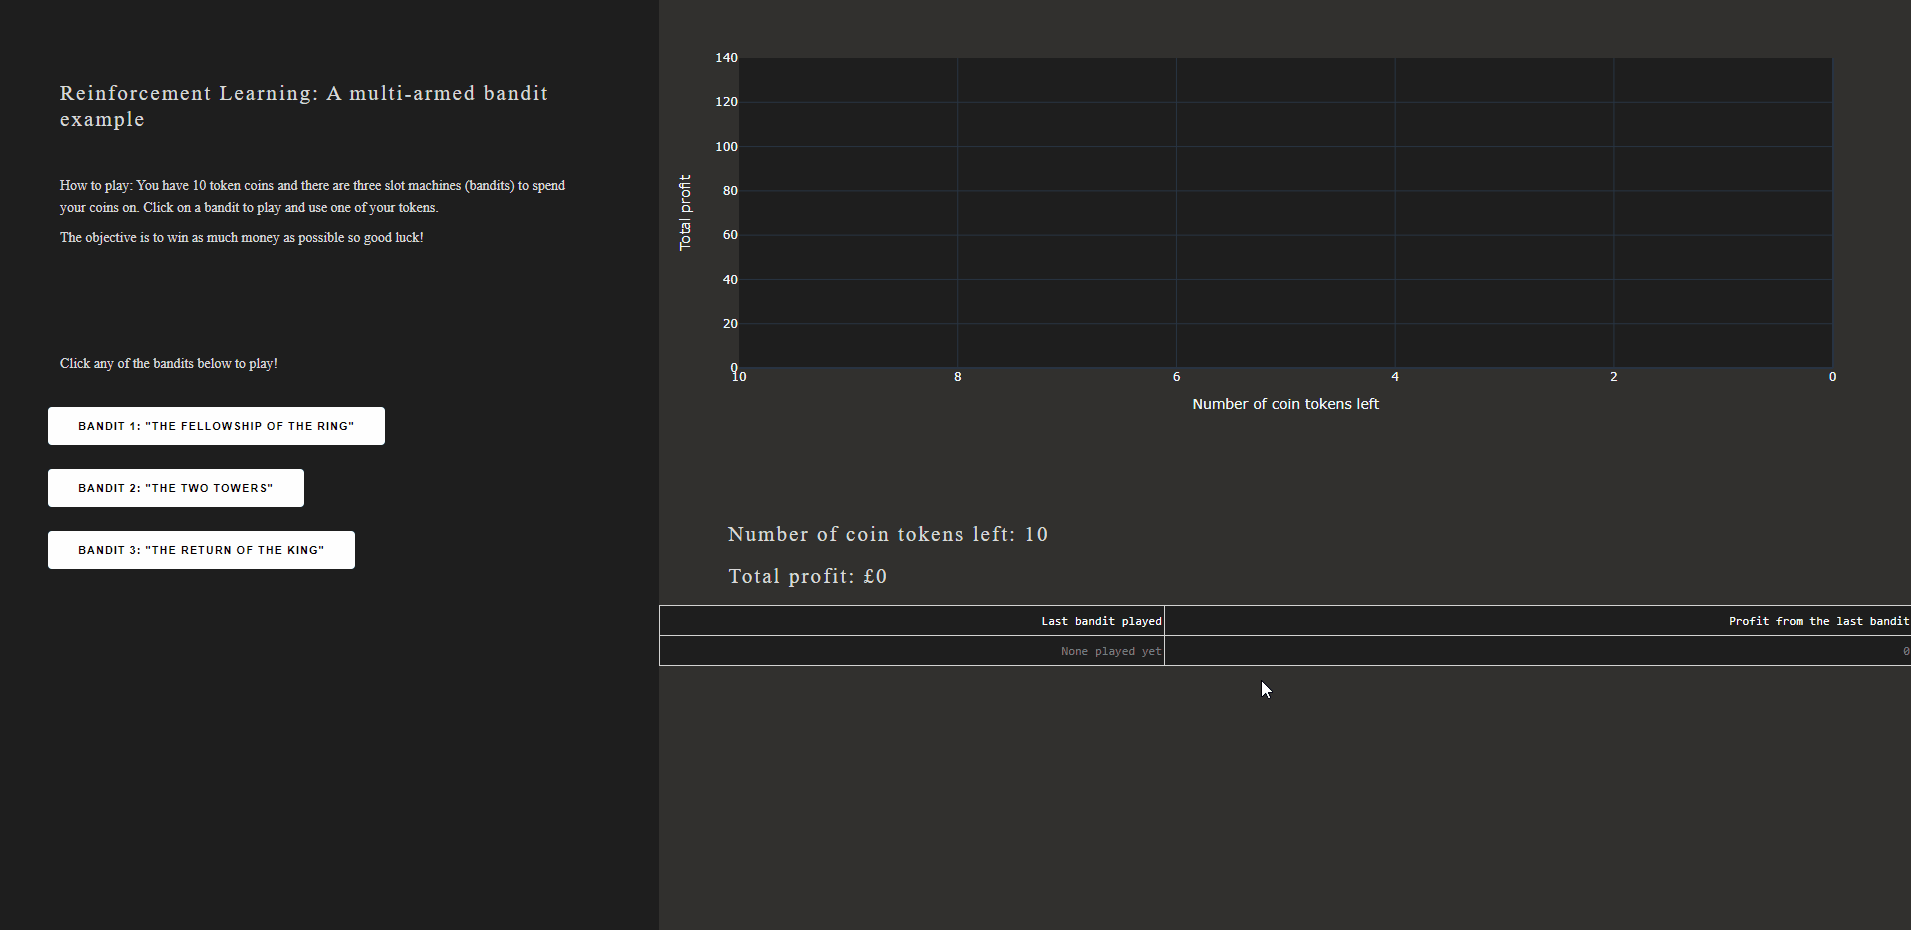 Reinforcement Learning: A multi-armed bandit
example
How to play: You have 10 token coins and there are three slot machines (bandits) to spend
your coins on. Click on a bandit to play and use one of your tokens.
The objective is to win as much money as possible so good luck!
Click any of the bandits below to play!
BANDIT 1: "THE FELLOWSHIP OF THE RING"
BANDIT 2: "THE TWO TOWERS"
BANDIT 3: "THE RETURN OF THE KING"
140
120
100
80
60
40
20
0
Total profit
10 8 6 4 2 0
Number of coin tokens left
Number of coin tokens left: 10
Total profit: £0
Last bandit played Profit from the last bandit
None played yet 0